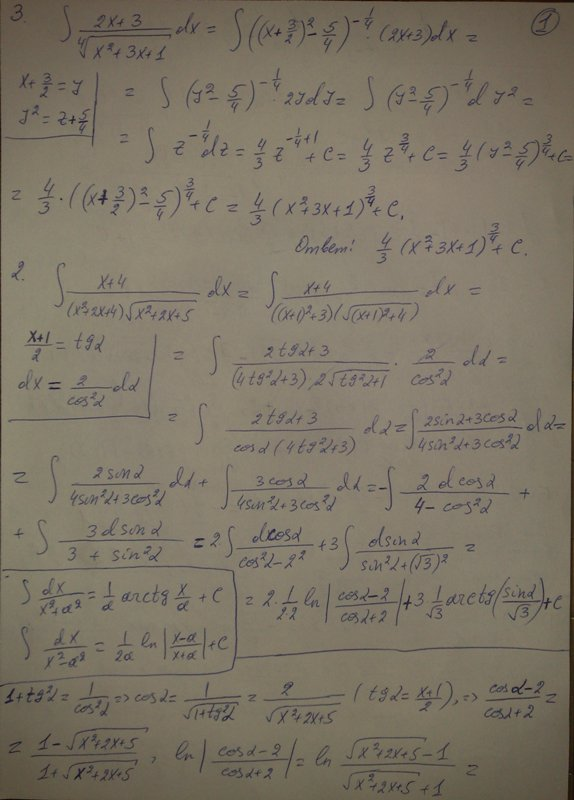 3. ∫ (2x+3)/⁴√(x²+3x+1) dx = ∫ ((x+3/2)²-5/4)^(-1/4) · (2x+3)dx = ①
x+3/2 = y
y² = z+5/4
= ∫ (y²-5/4)^(-1/4) · 2y dy = ∫ (y²-5/4)^(-1/4) d y² =
= ∫ z^(-1/4) dz = 4/3 z^(-1/4+1) + C = 4/3 z^(3/4) + C = 4/3 (y²-5/4)^(3/4) + C =
= 4/3 · ((x+3/2)²-5/4)^(3/4) + C = 4/3 (x²+3x+1)^(3/4) + C.
Ответ: 4/3 (x²+3x+1)^(3/4) + C.
2. ∫ (x+4)/((x²+2x+4)√(x²+2x+5)) dx = ∫ (x+4)/(((x+1)²+3)(√((x+1)²+4)) dx =
(x+1)/2 = tgα
dx = 2/cos²α dα
= ∫ (2tgα+3)/((4tg²α+3) 2√(tg²α+1)) · 2/cos²α dα =
= ∫ (2tgα+3)/(cosα (4tg²α+3)) dα = ∫ (2sinα+3cosα)/(4sin²α+3cos²α) dα =
= ∫ 2sinα/(4sin²α+3cos²α) dα + ∫ 3cosα/(4sin²α+3cos²α) dα = -∫ 2 d cosα/(4-cos²α) +
+ ∫ 3d sinα/(3 + sin²α) = 2·∫ dcosα/(cos²α-2²) + 3∫ dsinα/(sin²α+(√3)²) =
∫ dx/(x²+a²) = 1/a arctg x/a + C
∫ dx/(x²-a²) = 1/2a ln|(x-a)/(x+a)| + C
= 2·1/(2·2) ln|(cosα-2)/(cosα+2)| + 3·1/√3 arctg(sinα/√3) + C
1+tg²α = 1/cos²α => cosα = 1/√(1+tg²α) = 2/√(x²+2x+5) (tgα = (x+1)/2), => (cosα-2)/(cosα+2) =
= (1-√(x²+2x+5))/(1+√(x²+2x+5)), ln|(cosα-2)/(cosα+2)| = ln (√(x²+2x+5)-1)/(√(x²+2x+5)+1) =